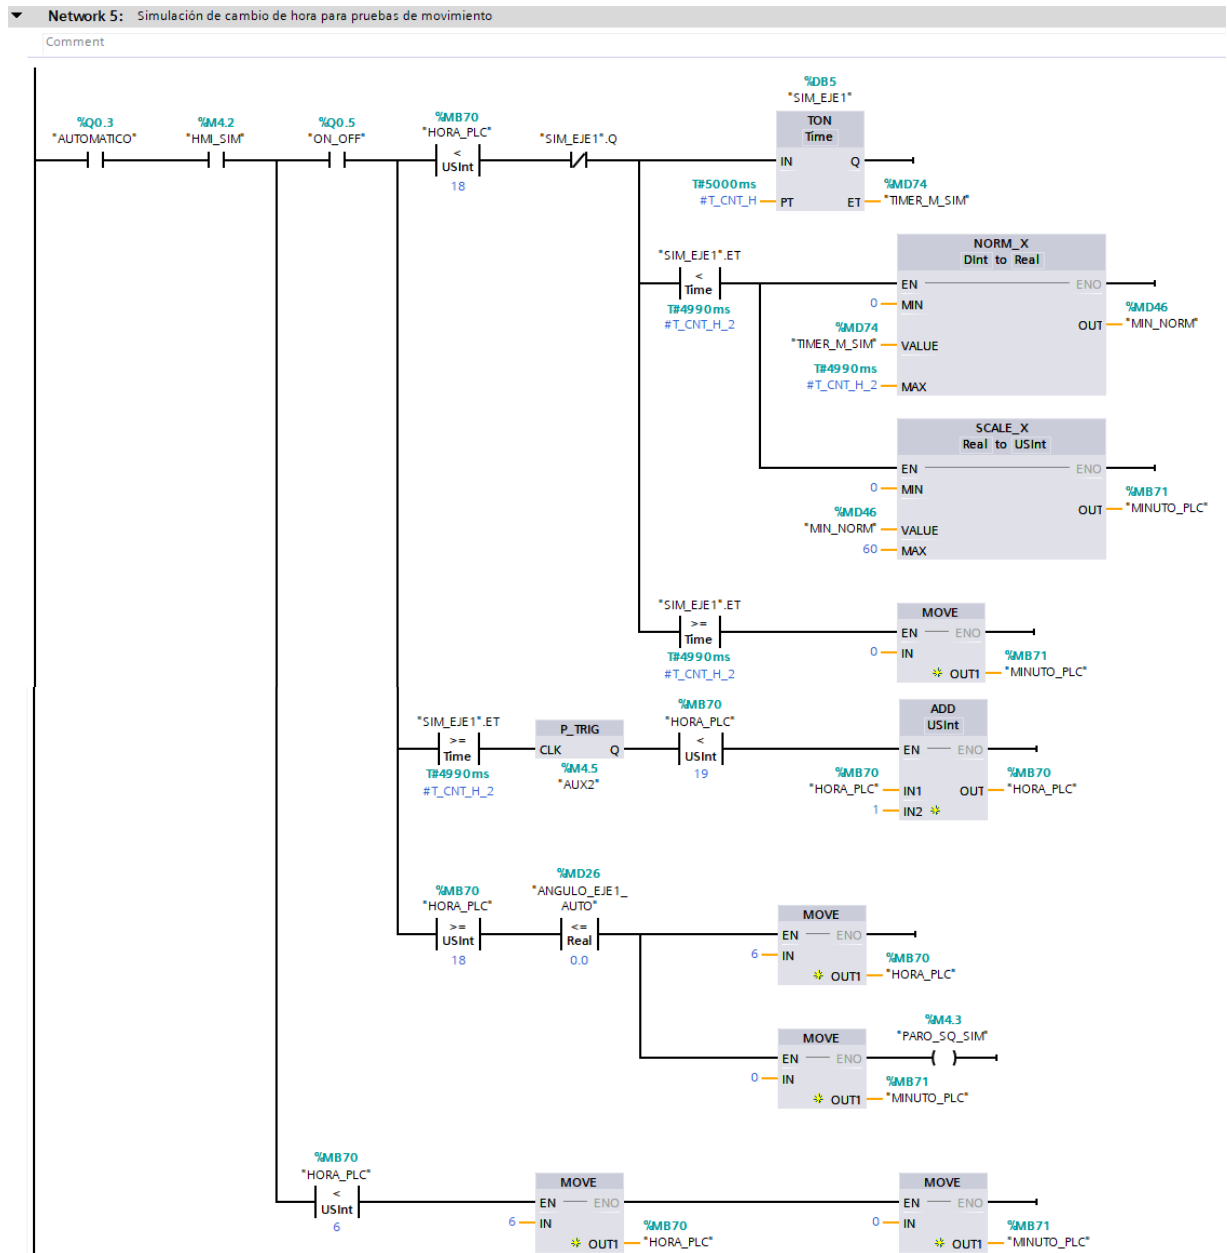 Network 5: Simulación de cambio de hora para pruebas de movimiento
Comment
%DB5
"SIM_EJE1"
TON
Time
IN Q
T#5000ms
#T_CNT_H
PT ET
%MD74
"TIMER_M_SIM"
%Q0.3
"AUTOMATICO"
%M4.2
"HMI_SIM"
%Q0.5
"ON_OFF"
%MB70
"HORA_PLC"
<
USInt
18
"SIM_EJE1".Q
"SIM_EJE1".ET
<
Time
T#4990ms
#T_CNT_H_2
NORM_X
DInt to Real
EN ENO
0 MIN
%MD74
"TIMER_M_SIM" VALUE
T#4990ms
#T_CNT_H_2 MAX
OUT
%MD46
"MIN_NORM"
SCALE_X
Real to USInt
EN ENO
0 MIN
%MD46
"MIN_NORM" VALUE
60 MAX
OUT
%MB71
"MINUTO_PLC"
"SIM_EJE1".ET
>=
Time
T#4990ms
#T_CNT_H_2
MOVE
EN ENO
0 IN
OUT1
%MB71
"MINUTO_PLC"
"SIM_EJE1".ET
>=
Time
T#4990ms
#T_CNT_H_2
P_TRIG
CLK Q
%M4.5
"AUX2"
%MB70
"HORA_PLC"
<
USInt
19
ADD
USInt
EN ENO
%MB70
"HORA_PLC" IN1
1 IN2
OUT
%MB70
"HORA_PLC"
%MB70
"HORA_PLC"
>=
USInt
18
%MD26
"ANGULO_EJE1_
AUTO"
<=
Real
0.0
MOVE
EN ENO
6 IN
OUT1
%MB70
"HORA_PLC"
MOVE
EN ENO
0 IN
OUT1
%MB71
"MINUTO_PLC"
%M4.3
"PARO_SQ_SIM"
%MB70
"HORA_PLC"
<
USInt
6
MOVE
EN ENO
6 IN
OUT1
%MB70
"HORA_PLC"
MOVE
EN ENO
0 IN
OUT1
%MB71
"MINUTO_PLC"